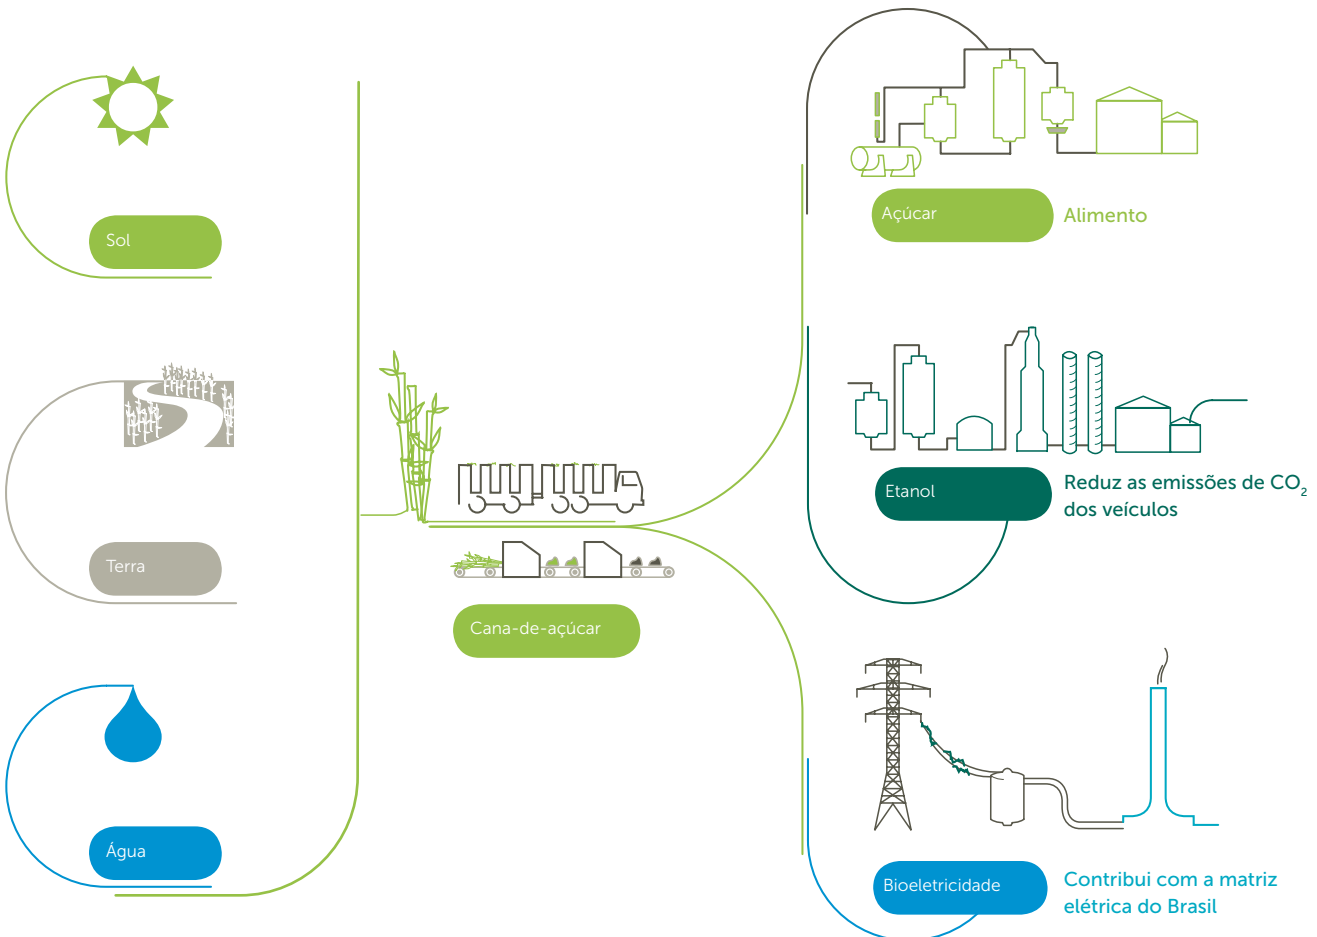 Sol
Terra
Água
Cana-de-açúcar
Açúcar
Alimento
Etanol
Reduz as emissões de CO₂
dos veículos
Bioeletricidade
Contribui com a matriz
elétrica do Brasil